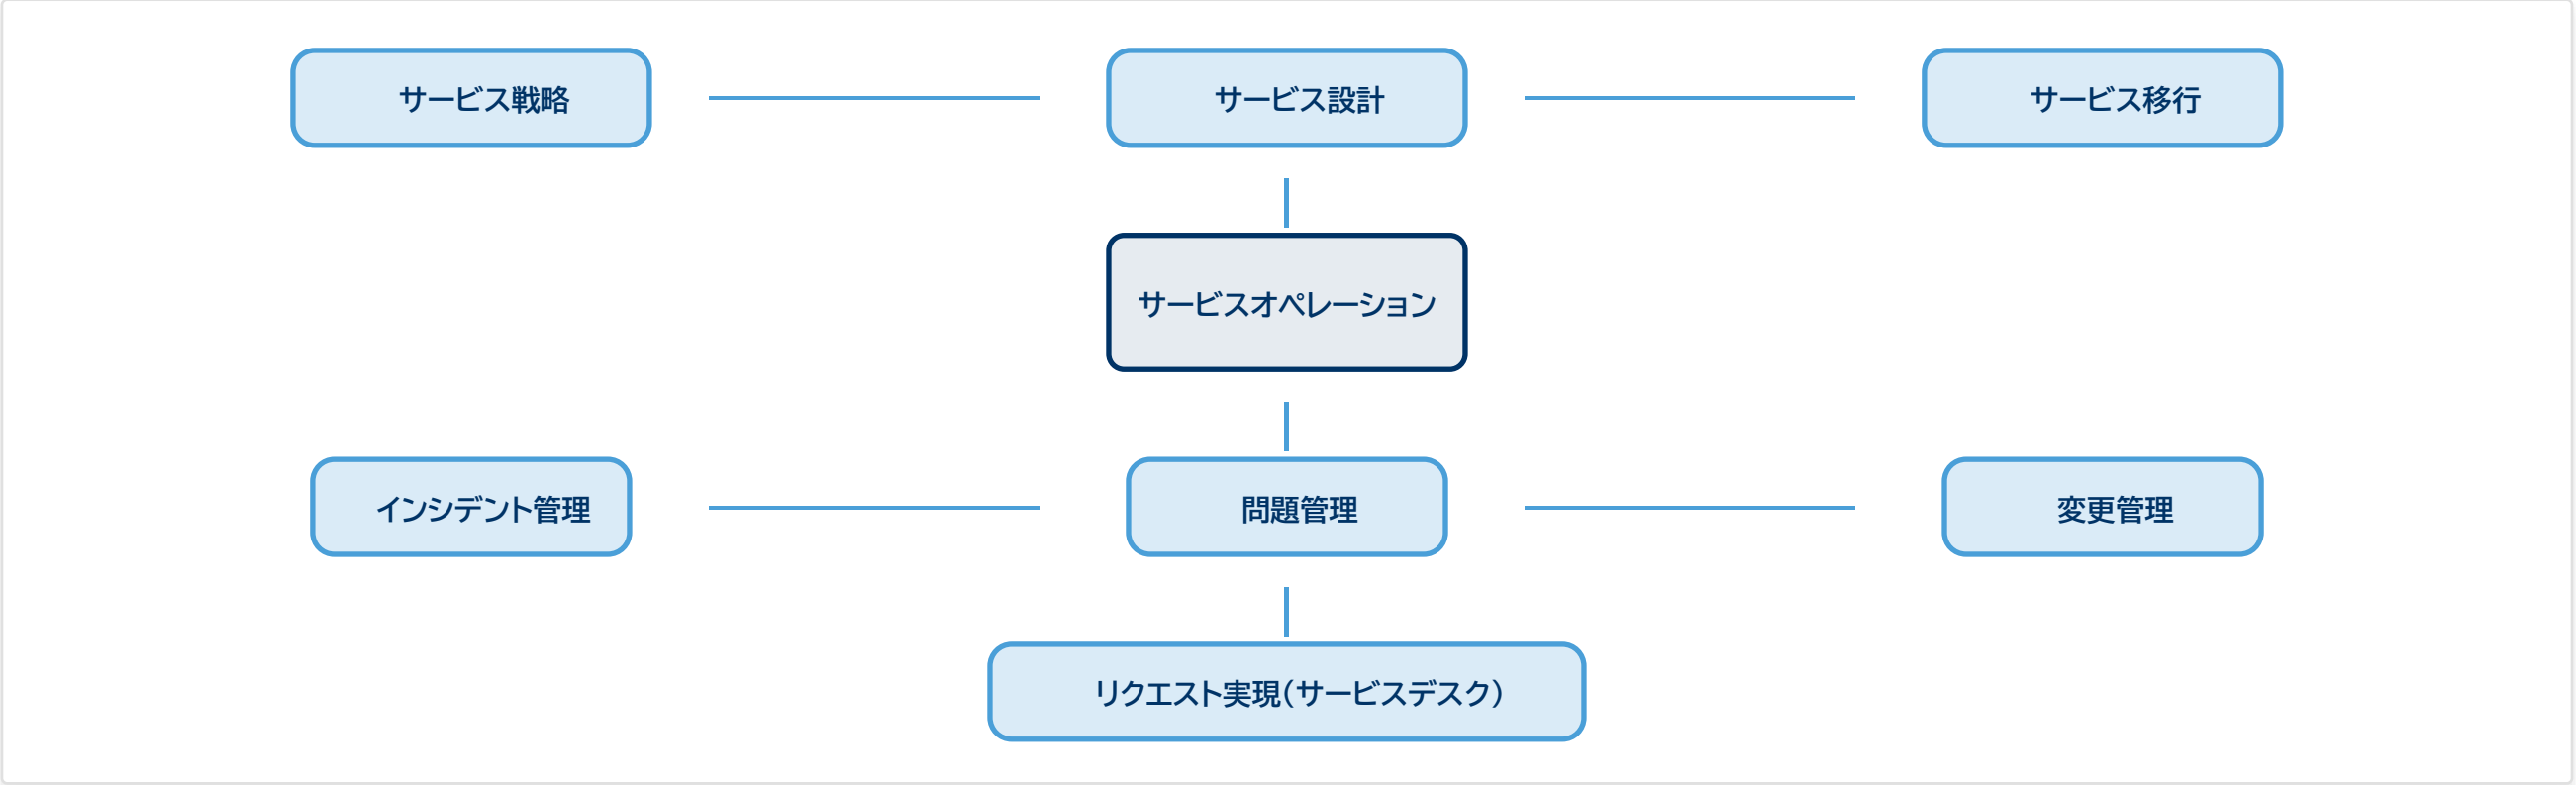 サービス戦略
サービス設計
サービス移行
サービスオペレーション
インシデント管理
問題管理
変更管理
リクエスト実現（サービスデスク）